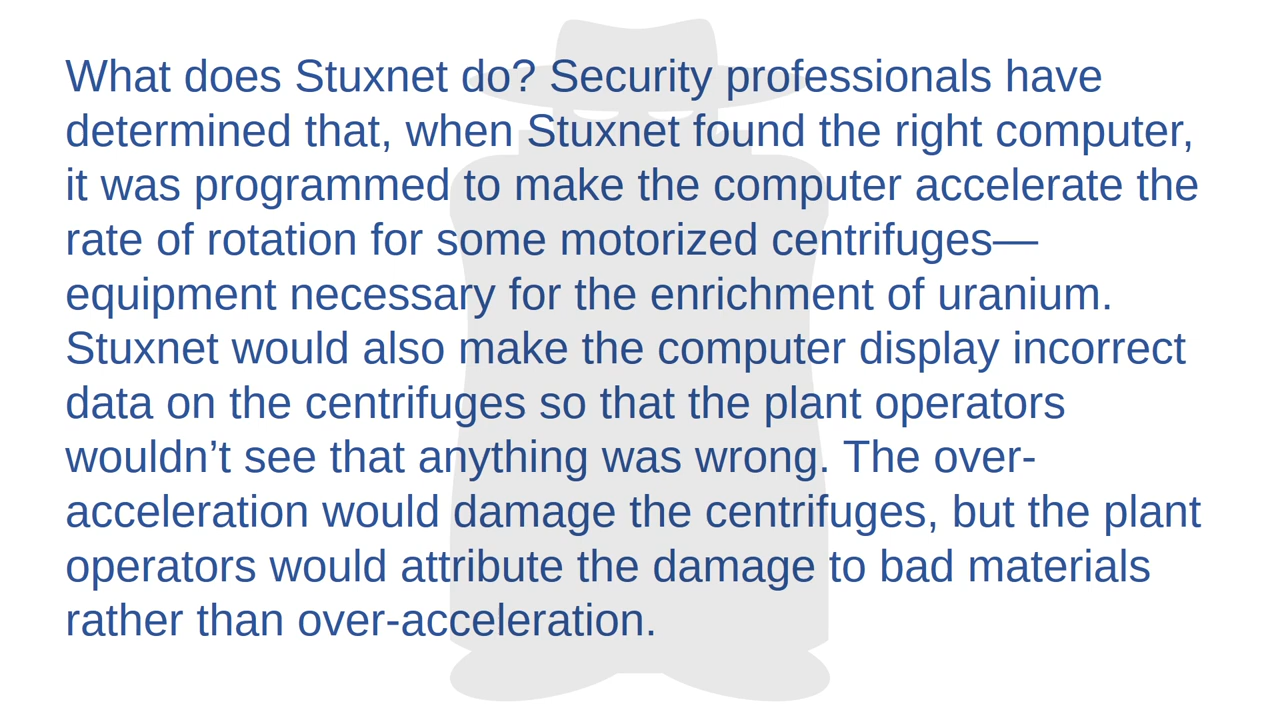 What does Stuxnet do? Security professionals have
determined that, when Stuxnet found the right computer,
it was programmed to make the computer accelerate the
rate of rotation for some motorized centrifuges—
equipment necessary for the enrichment of uranium.
Stuxnet would also make the computer display incorrect
data on the centrifuges so that the plant operators
wouldn’t see that anything was wrong. The over-
acceleration would damage the centrifuges, but the plant
operators would attribute the damage to bad materials
rather than over-acceleration.